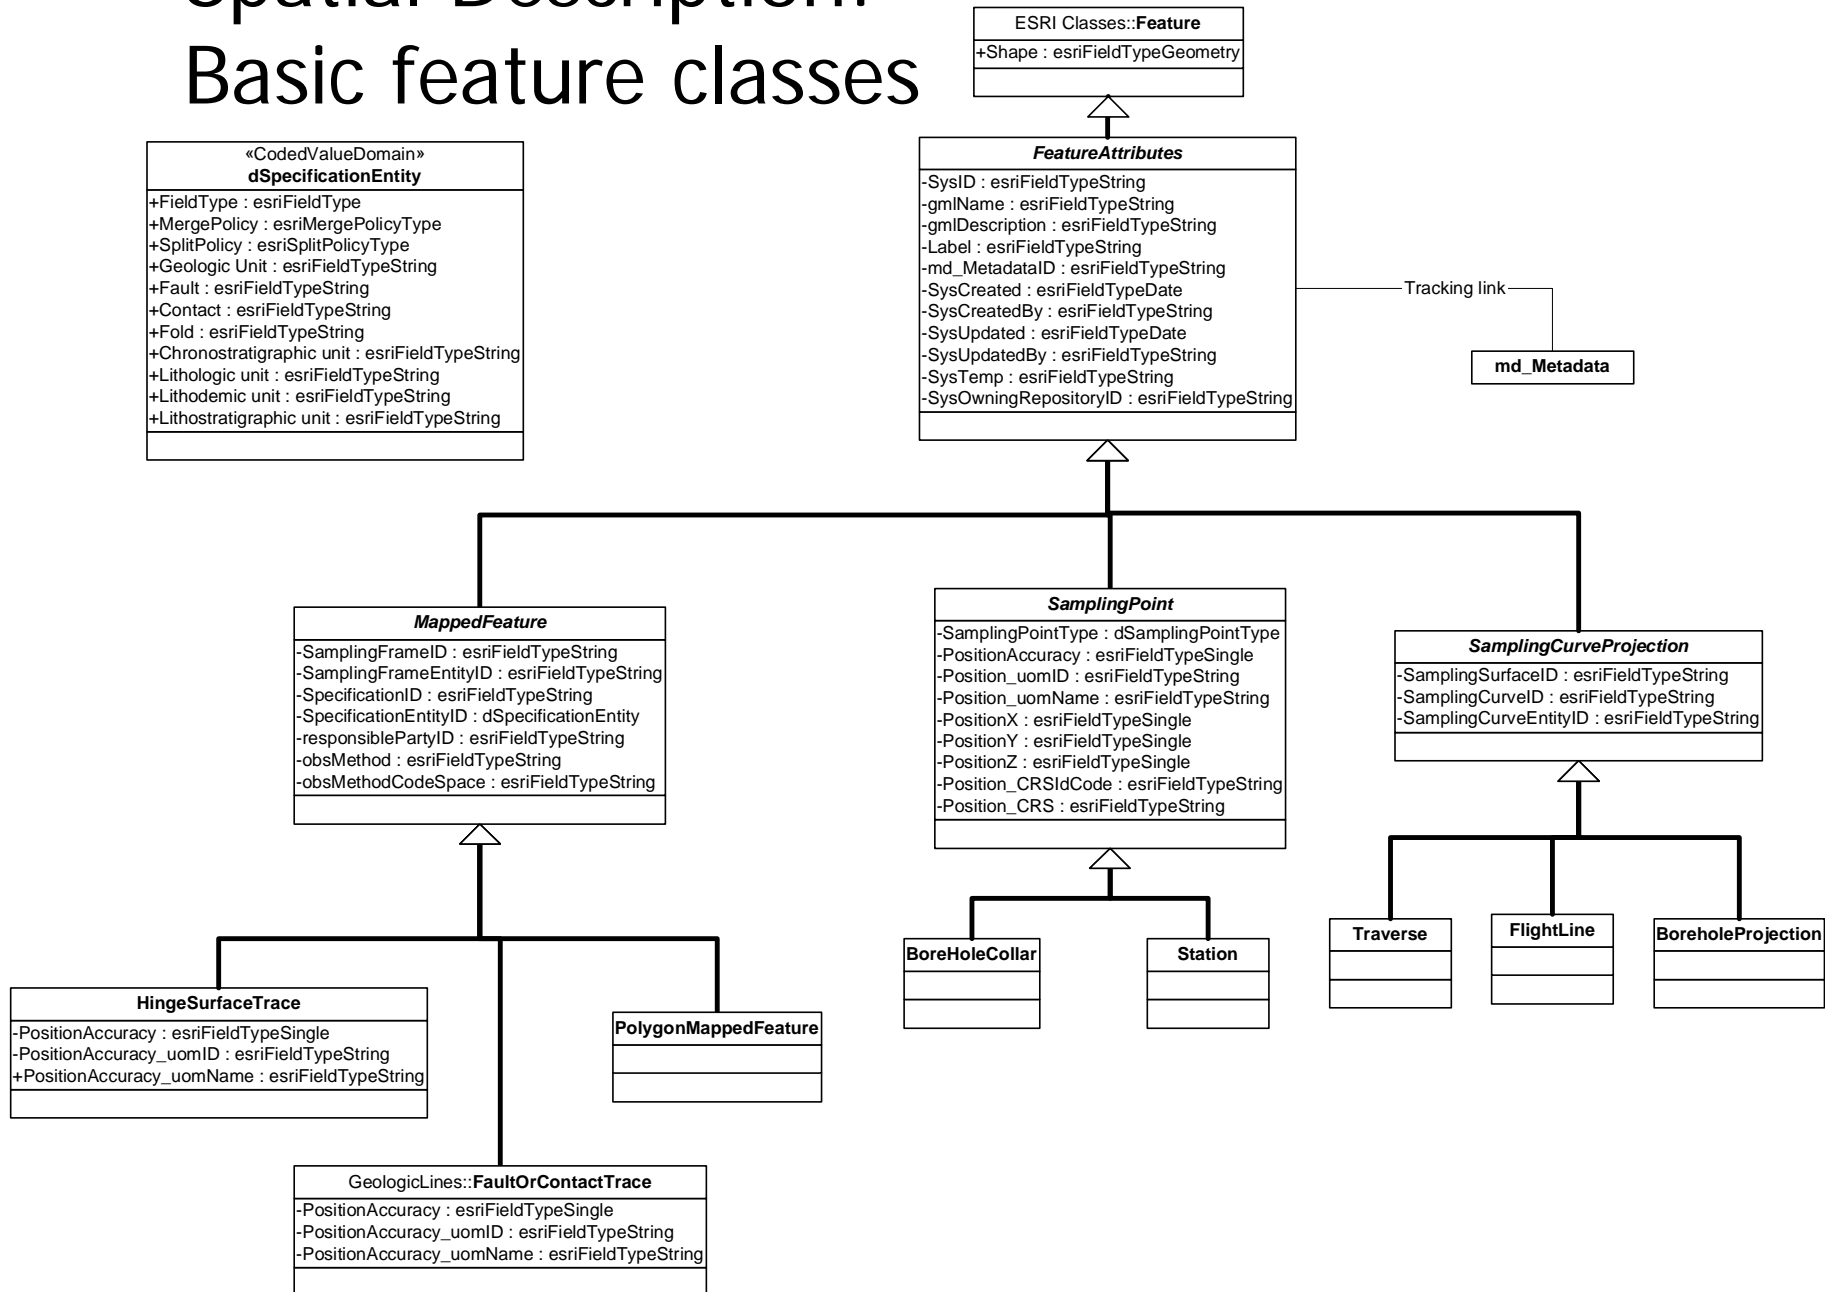 Spatial Description:
Basic feature classes
ESRI Classes::Feature
+Shape : esriFieldTypeGeometry
«CodedValueDomain»
dSpecificationEntity
+FieldType : esriFieldType
+MergePolicy : esriMergePolicyType
+SplitPolicy : esriSplitPolicyType
+Geologic Unit : esriFieldTypeString
+Fault : esriFieldTypeString
+Contact : esriFieldTypeString
+Fold : esriFieldTypeString
+Chronostratigraphic unit : esriFieldTypeString
+Lithologic unit : esriFieldTypeString
+Lithodemic unit : esriFieldTypeString
+Lithostratigraphic unit : esriFieldTypeString
FeatureAttributes
-SysID : esriFieldTypeString
-gmlName : esriFieldTypeString
-gmlDescription : esriFieldTypeString
-Label : esriFieldTypeString
-md_MetadataID : esriFieldTypeString
-SysCreated : esriFieldTypeDate
-SysCreatedBy : esriFieldTypeString
-SysUpdated : esriFieldTypeDate
-SysUpdatedBy : esriFieldTypeString
-SysTemp : esriFieldTypeString
-SysOwningRepositoryID : esriFieldTypeString
Tracking link
md_Metadata
MappedFeature
-SamplingFrameID : esriFieldTypeString
-SamplingFrameEntityID : esriFieldTypeString
-SpecificationID : esriFieldTypeString
-SpecificationEntityID : dSpecificationEntity
-responsiblePartyID : esriFieldTypeString
-obsMethod : esriFieldTypeString
-obsMethodCodeSpace : esriFieldTypeString
SamplingPoint
-SamplingPointType : dSamplingPointType
-PositionAccuracy : esriFieldTypeSingle
-Position_uomID : esriFieldTypeString
-Position_uomName : esriFieldTypeString
-PositionX : esriFieldTypeSingle
-PositionY : esriFieldTypeSingle
-PositionZ : esriFieldTypeSingle
-Position_CRSIdCode : esriFieldTypeString
-Position_CRS : esriFieldTypeString
SamplingCurveProjection
-SamplingSurfaceID : esriFieldTypeString
-SamplingCurveID : esriFieldTypeString
-SamplingCurveEntityID : esriFieldTypeString
HingeSurfaceTrace
-PositionAccuracy : esriFieldTypeSingle
-PositionAccuracy_uomID : esriFieldTypeString
+PositionAccuracy_uomName : esriFieldTypeString
PolygonMappedFeature
BoreHoleCollar
Station
Traverse
FlightLine
BoreholeProjection
GeologicLines::FaultOrContactTrace
-PositionAccuracy : esriFieldTypeSingle
-PositionAccuracy_uomID : esriFieldTypeString
-PositionAccuracy_uomName : esriFieldTypeString